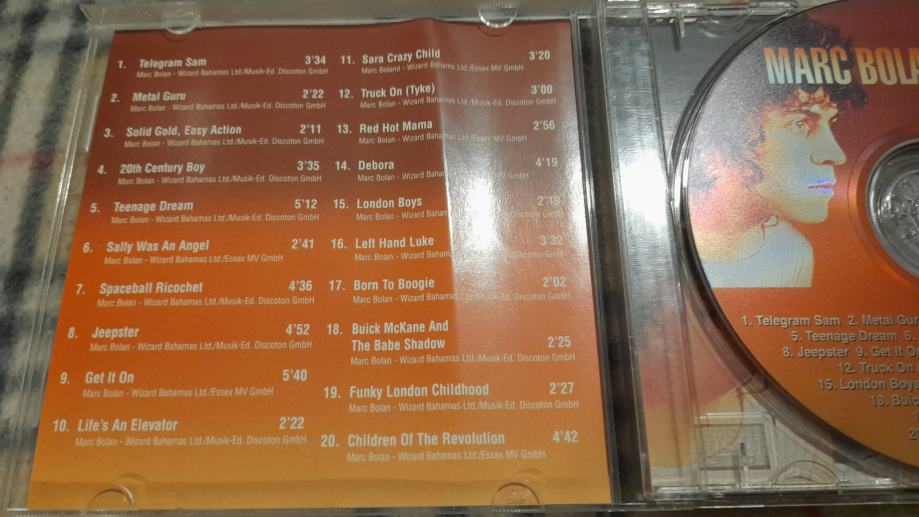 1. Telegram Sam 3'34
Marc Bolan - Wizard Bahamas Ltd./Musik-Ed. Discoton GmbH
2. Metal Guru 2'22
Marc Bolan - Wizard Bahamas Ltd./Musik-Ed. Discoton GmbH
3. Solid Gold, Easy Action 2'11
Marc Bolan - Wizard Bahamas Ltd./Musik-Ed. Discoton GmbH
4. 20th Century Boy 3'35
Marc Bolan - Wizard Bahamas Ltd./Musik-Ed. Discoton GmbH
5. Teenage Dream 5'12
Marc Bolan - Wizard Bahamas Ltd./Musik-Ed. Discoton GmbH
6. Sally Was An Angel 2'41
Marc Bolan - Wizard Bahamas Ltd./Essex MV GmbH
7. Spaceball Ricochet 4'36
Marc Bolan - Wizard Bahamas Ltd./Musik-Ed. Discoton GmbH
8. Jeepster 4'52
Marc Bolan - Wizard Bahamas Ltd./Musik-Ed. Discoton GmbH
9. Get It On 5'40
Marc Bolan - Wizard Bahamas Ltd./Essex MV GmbH
10. Life's An Elevator 2'22
Marc Bolan - Wizard Bahamas Ltd./Musik-Ed. Discoton GmbH
11. Sara Crazy Child 3'20
Marc Boland - Wizard Bahams Ltd./Essex MV GmbH
12. Truck On (Tyke) 3'00
Marc Bolan - Wizard Bahamas Ltd./Musik-Ed. Discoton GmbH
13. Red Hot Mama 2'56
Marc Bolan - Wizard Bahamas Ltd./Essex MV GmbH
14. Debora 4'19
Marc Bolan - Wizard Bahamas GmbH
15. London Boys 2'19
Marc Bolan - Wizard Bahamas Discoton GmbH
16. Left Hand Luke 3'32
Marc Bolan - Wizard Bahamas Discoton GmbH
17. Born To Boogie 2'02
Marc Bolan - Wizard Bahamas Ltd./Musik-Ed. Discoton GmbH
18. Buick McKane And
The Babe Shadow 2'25
Marc Bolan - Wizard Bahamas Ltd./Essex MV GmbH
19. Funky London Childhood 2'27
Marc Bolan - Wizard Bahamas Ltd./Musik-Ed. Discoton GmbH
20. Children Of The Revolution 4'42
Marc Bolan - Wizard Bahamas Ltd./Essex MV GmbH
MARC BOLA
1. Telegram Sam 2. Metal Gur
5. Teenage Dream 6.
8. Jeepster 9. Get It On
12. Truck On
15. London Boys
18. Buic